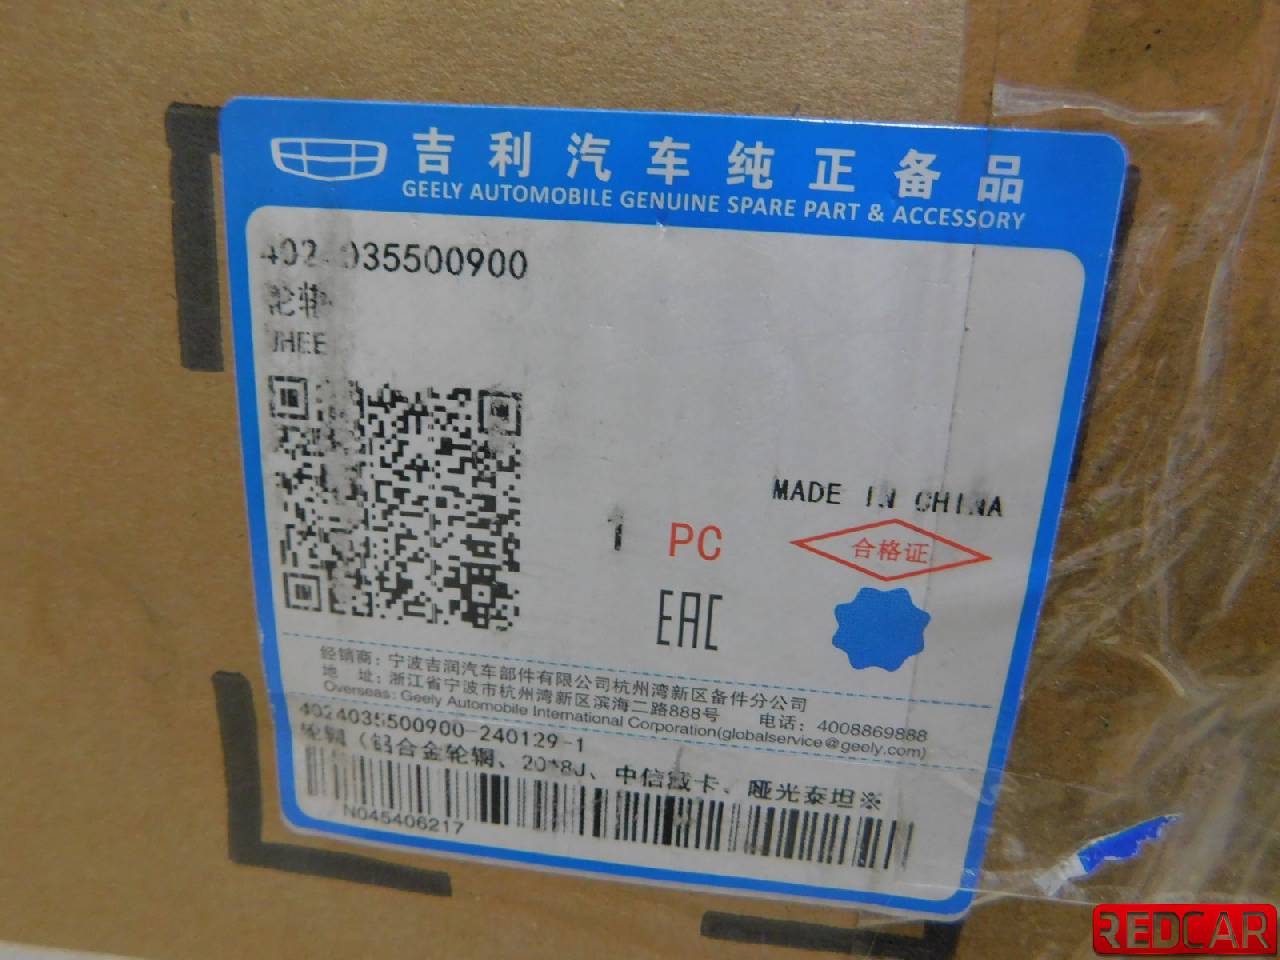 吉利汽车纯正备品
GEELY AUTOMOBILE GENUINE SPARE PART & ACCESSORY
4024035500900
MADE IN CHINA
1 PC
合格证
EAC
经销商：宁波吉润汽车部件有限公司杭州湾新区备件分公司
地 址：浙江省宁波市杭州湾新区滨海二路888号 电话：4008869888
Overseas: Geely Automobile International Corporation(globalservice@geely.com)
4024035500900-240129-1
轮辋（铝合金轮辋、20*8J、中信戴卡、哑光泰坦※
N045406217
REDCAR